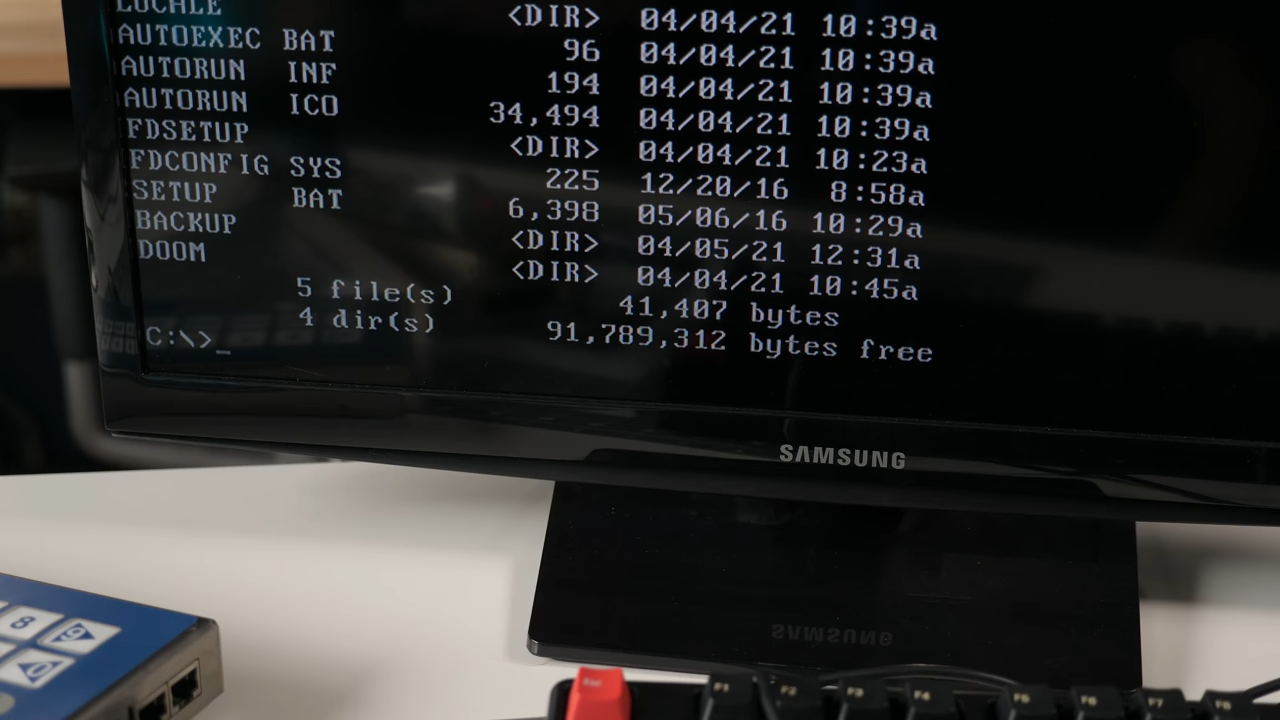 LOCALE <DIR> 04/04/21 10:39a
AUTOEXEC BAT 96 04/04/21 10:39a
AUTORUN INF 194 04/04/21 10:39a
AUTORUN ICO 34,494 04/04/21 10:39a
FDSETUP <DIR> 04/04/21 10:23a
FDCONFIG SYS 225 12/20/16 8:58a
SETUP BAT 6,398 05/06/16 10:29a
BACKUP <DIR> 04/05/21 12:31a
DOOM <DIR> 04/04/21 10:45a
5 file(s) 41,407 bytes
4 dir(s) 91,789,312 bytes free
C:\>_
SAMSUNG
SAMSUNG
8 9
0
Esc F1 F2 F3 F4 F5 F6 F7 F8